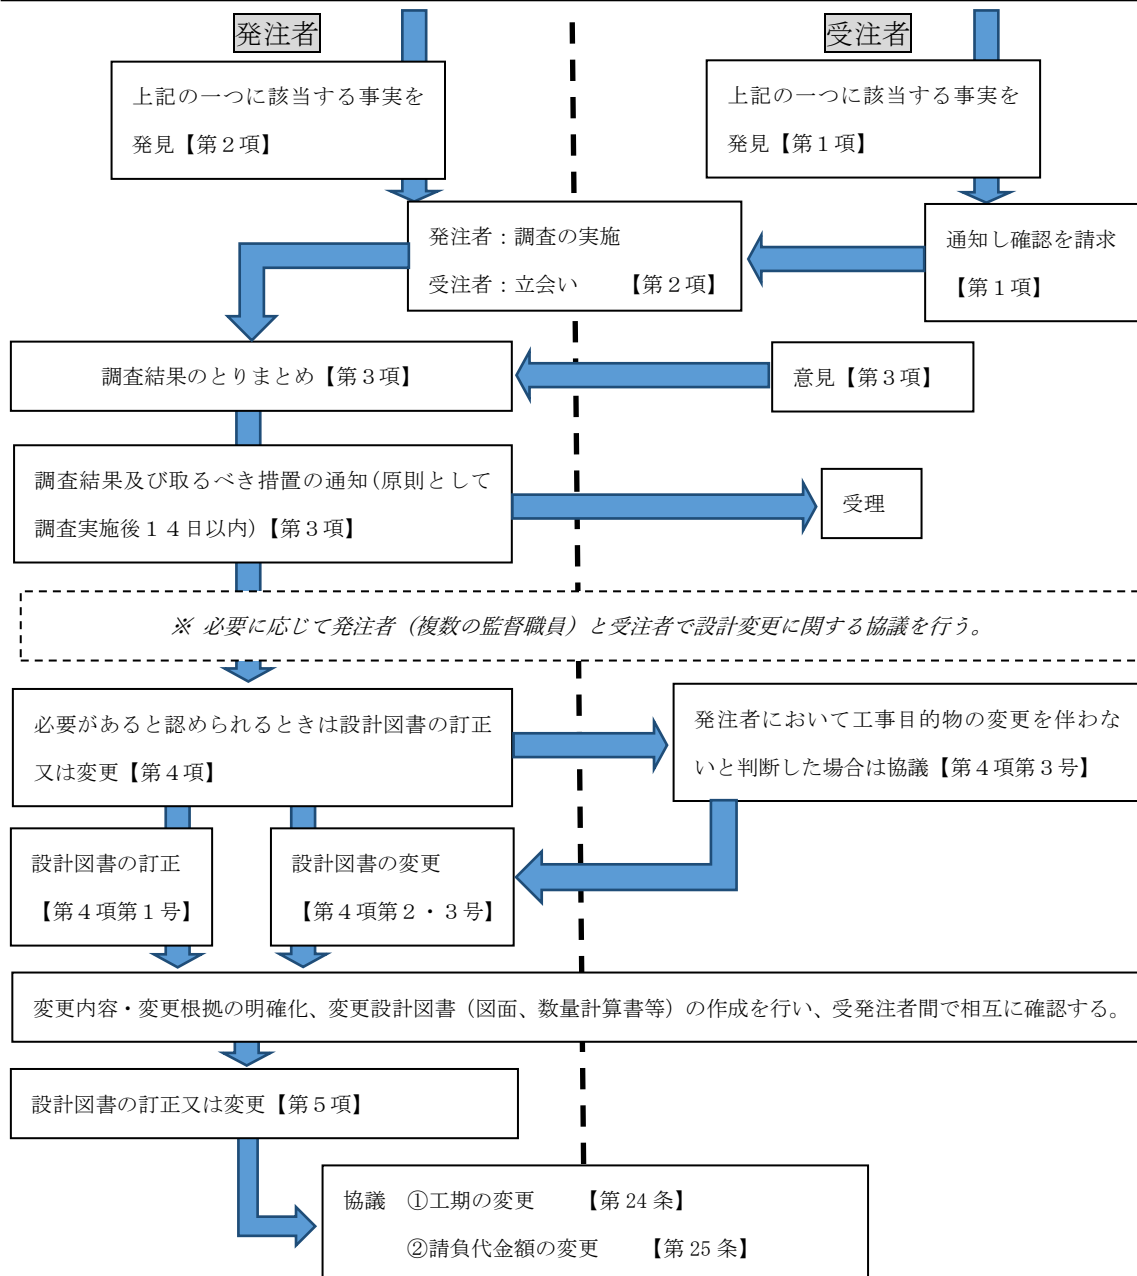 発注者
受注者
上記の一つに該当する事実を
発見【第２項】
上記の一つに該当する事実を
発見【第１項】
発注者：調査の実施
受注者：立会い　　【第２項】
通知し確認を請求
【第１項】
調査結果のとりまとめ【第３項】
意見【第３項】
調査結果及び取るべき措置の通知(原則として
調査実施後１４日以内)【第３項】
受理
※ 必要に応じて発注者（複数の監督職員）と受注者で設計変更に関する協議を行う。
必要があると認められるときは設計図書の訂正
又は変更【第４項】
発注者において工事目的物の変更を伴わな
いと判断した場合は協議【第４項第３号】
設計図書の訂正
【第４項第１号】
設計図書の変更
【第４項第２・３号】
変更内容・変更根拠の明確化、変更設計図書（図面、数量計算書等）の作成を行い、受発注者間で相互に確認する。
設計図書の訂正又は変更【第５項】
協議　①工期の変更　　【第 24 条】
②請負代金額の変更　　【第 25 条】